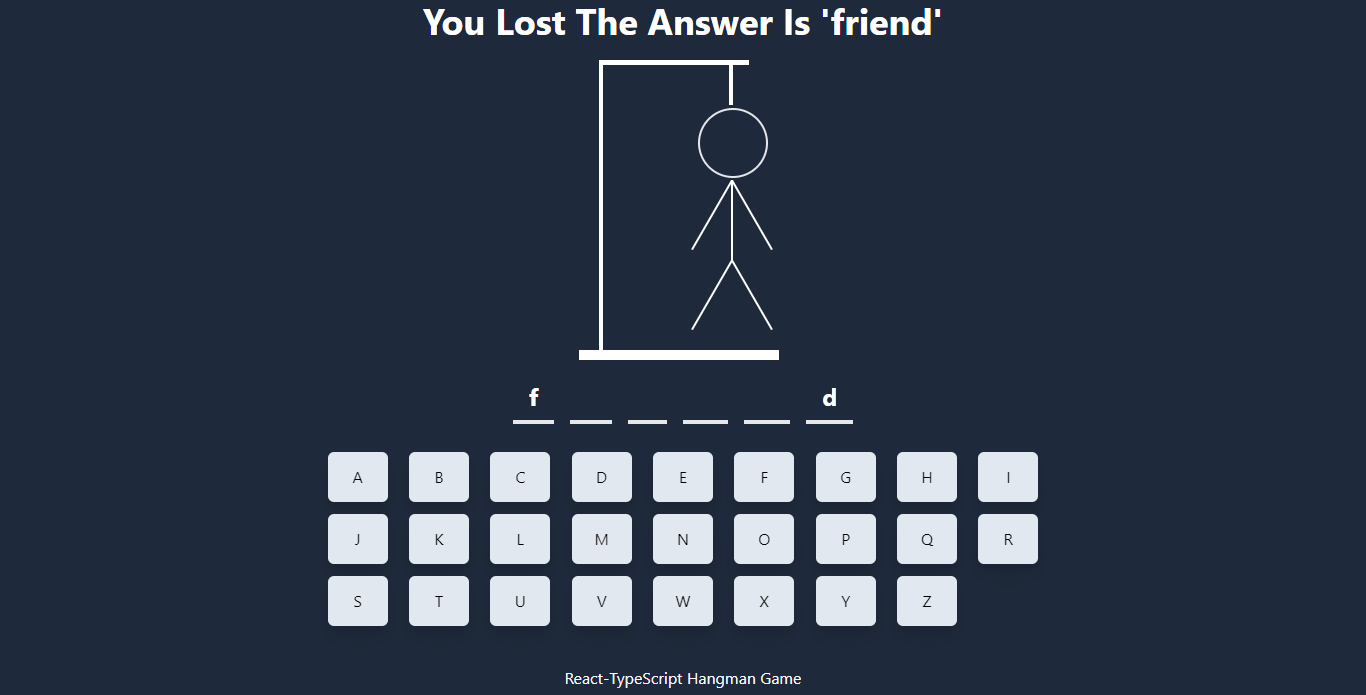 You Lost The Answer Is 'friend'
f d
A B C D E F G H I
J K L M N O P Q R
S T U V W X Y Z
React-TypeScript Hangman Game